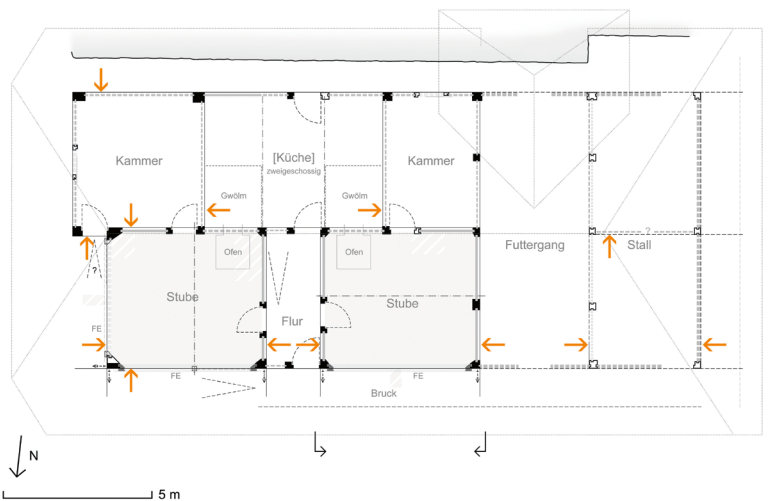 Kammer
[Küche]
zweigeschossig
Kammer
Gwölm
Gwölm
Futtergang
?
Stall
Ofen
Ofen
?
Stube
Stube
Flur
FE
FE
FE
Bruck
N
5 m